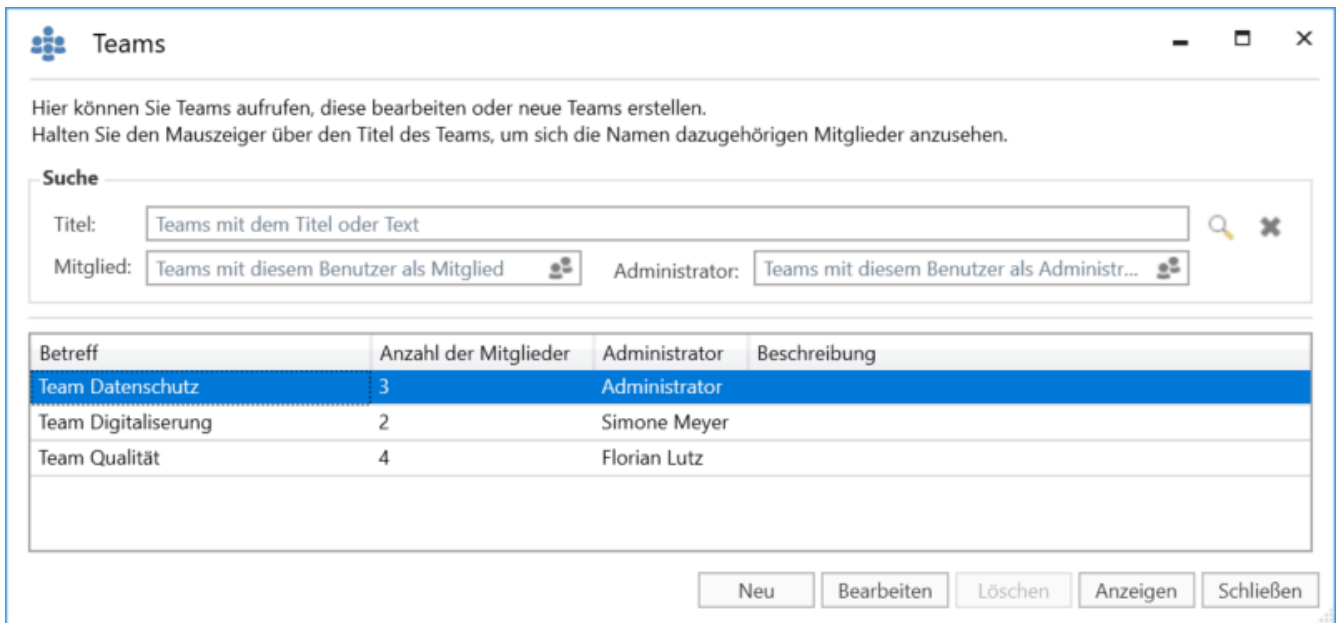 Teams
Hier können Sie Teams aufrufen, diese bearbeiten oder neue Teams erstellen.
Halten Sie den Mauszeiger über den Titel des Teams, um sich die Namen dazugehörigen Mitglieder anzusehen.
Suche
Titel: Teams mit dem Titel oder Text
Mitglied: Teams mit diesem Benutzer als Mitglied Administrator: Teams mit diesem Benutzer als Administr...
Betreff Anzahl der Mitglieder Administrator Beschreibung
Team Datenschutz 3 Administrator
Team Digitaliserung 2 Simone Meyer
Team Qualität 4 Florian Lutz
Neu Bearbeiten Löschen Anzeigen Schließen